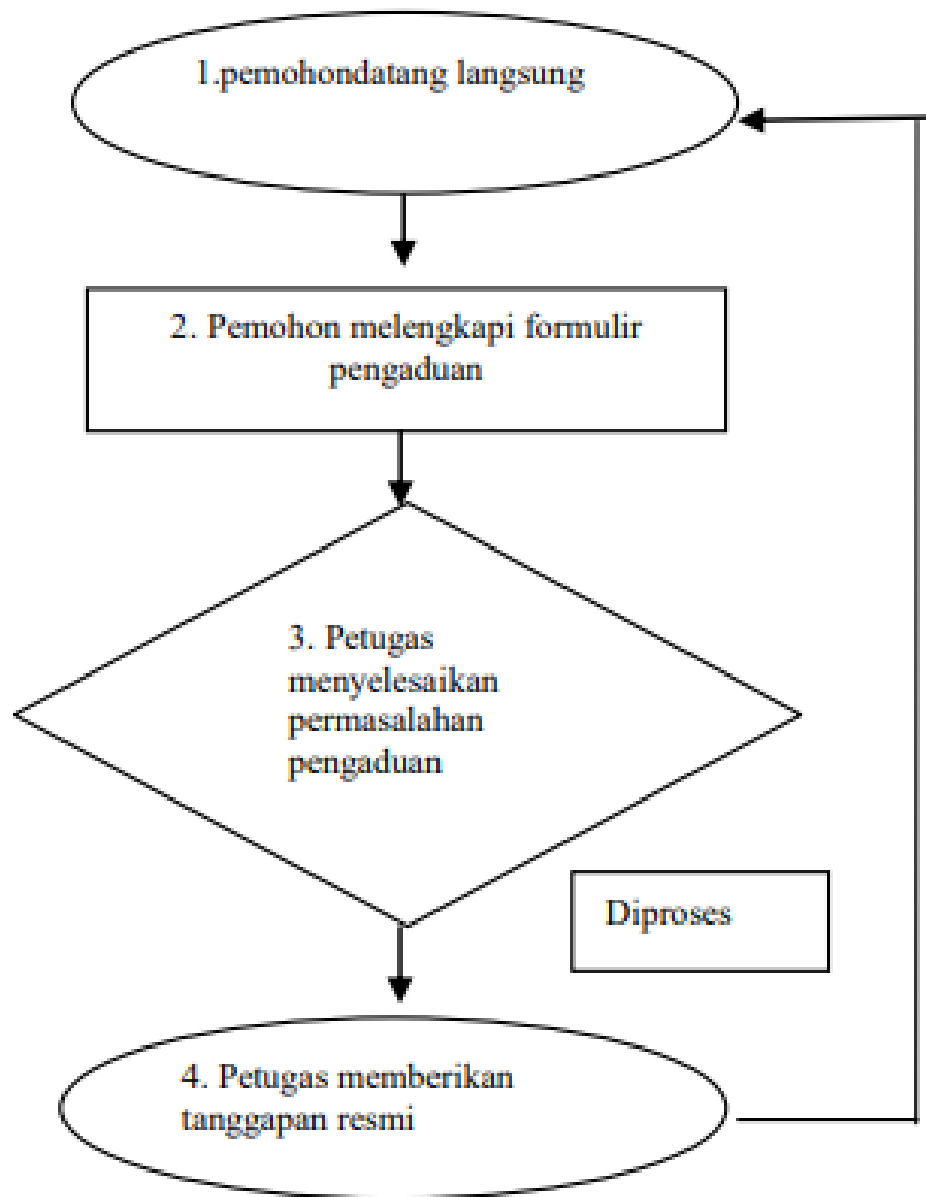 1.pemohondatang langsung
2. Pemohon melengkapi formulir
pengaduan
3. Petugas
menyelesaikan
permasalahan
pengaduan
Diproses
4. Petugas memberikan
tanggapan resmi